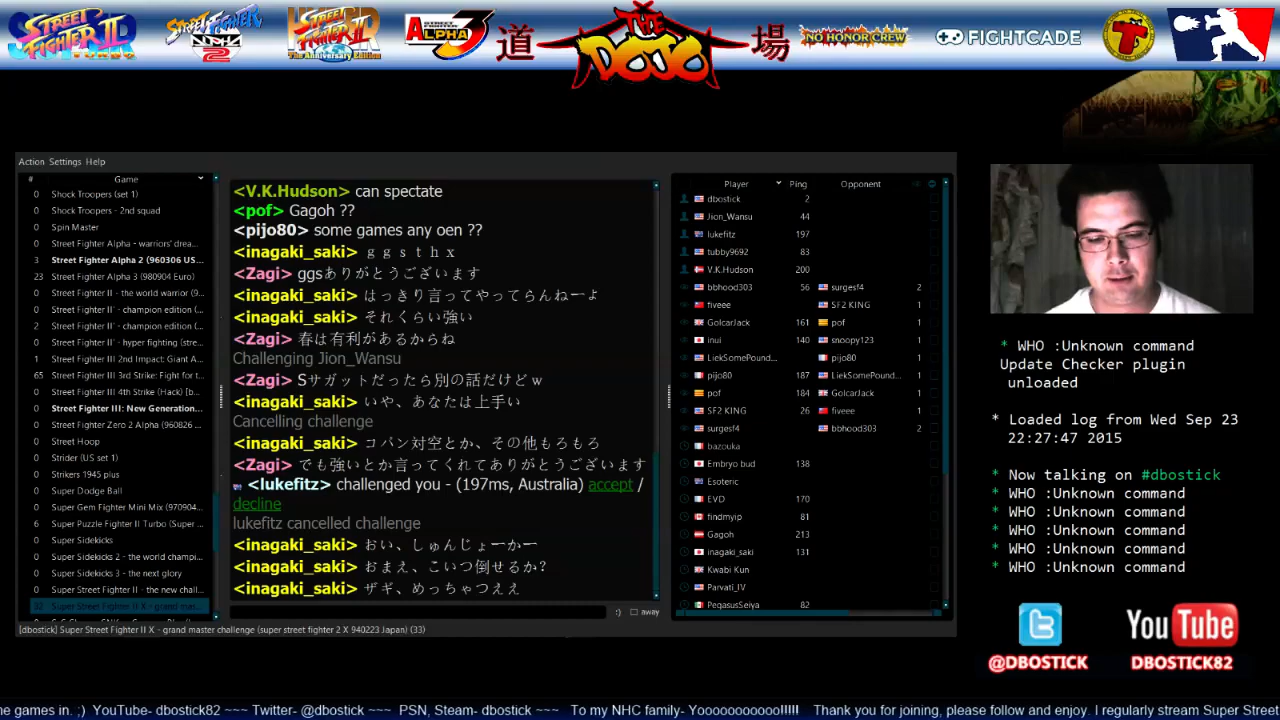 STREET FIGHTER II
TURBO
STREET FIGHTER
2
STREET FIGHTER II
The Anniversary Edition
STREET FIGHTER
ALPHA 3
道
THE
DOJO
場
NO HONOR CREW
FIGHTCADE
T
Action Settings Help
# Game
0 Shock Troopers (set 1)
0 Shock Troopers - 2nd squad
0 Spin Master
0 Street Fighter Alpha - warriors' drea...
3 Street Fighter Alpha 2 (960306 US...
23 Street Fighter Alpha 3 (980904 Euro)
0 Street Fighter II - the world warrior (9...
0 Street Fighter II' - champion edition (...
2 Street Fighter II' - champion edition (...
0 Street Fighter II' - hyper fighting (stre...
1 Street Fighter III 2nd Impact: Giant A...
65 Street Fighter III 3rd Strike: Fight for t...
0 Street Fighter III 4th Strike (Hack) [b...
0 Street Fighter III: New Generation...
0 Street Fighter Zero 2 Alpha (960826 ...
0 Street Hoop
0 Strider (US set 1)
0 Strikers 1945 plus
0 Super Dodge Ball
0 Super Gem Fighter Mini Mix (970904...
6 Super Puzzle Fighter II Turbo (Super ...
0 Super Sidekicks
0 Super Sidekicks 2 - the world champi...
0 Super Sidekicks 3 - the next glory
0 Super Street Fighter II - the new chall...
33 Super Street Fighter II X - grand mas...
<V.K.Hudson> can spectate
<pof> Gagoh ??
<pijo80> some games any oen ??
<inagaki_saki> ｇｇｓｔｈｘ
<Zagi> ggsありがとうございます
<inagaki_saki> はっきり言ってやってらんねーよ
<inagaki_saki> それくらい強い
<Zagi> 春は有利があるからね
Challenging Jion_Wansu
<Zagi> Sサガットだったら別の話だけどｗ
<inagaki_saki> いや、あなたは上手い
Cancelling challenge
<inagaki_saki> コパン対空とか、その他もろもろ
<Zagi> でも強いとか言ってくれてありがとうございます
<lukefitz> challenged you - (197ms, Australia) accept /
decline
lukefitz cancelled challenge
<inagaki_saki> おい、しゅんじょーかー
<inagaki_saki> おまえ、こいつ倒せるか?
<inagaki_saki> ザギ、めっちゃつええ
:) away
[dbostick] Super Street Fighter II X - grand master challenge (super street fighter 2 X 940223 Japan) (33)
Player Ping Opponent
dbostick 2
Jion_Wansu 44
lukefitz 197
tubby9692 83
V.K.Hudson 200
bbhood303 56 surgesf4 2
fiveee SF2 KING 1
GolcarJack 161 pof 1
inui 140 snoopy123 1
LiekSomePound... pijo80 1
pijo80 187 LiekSomePound... 1
pof 184 GolcarJack 1
SF2 KING 26 fiveee 1
surgesf4 bbhood303 2
bazouka
Embryo bud 138
Esoteric
EVD 170
findmyip 81
Gagoh 213
inagaki_saki 131
Kwabi Kun
Parvati_IV
PegasusSeiya 82
* WHO :Unknown command
Update Checker plugin
unloaded
* Loaded log from Wed Sep 23
22:27:47 2015
* Now talking on #dbostick
* WHO :Unknown command
* WHO :Unknown command
* WHO :Unknown command
* WHO :Unknown command
* WHO :Unknown command
@DBOSTICK
YouTube
DBOSTICK82
ne games in. ;) YouTube- dbostick82 ~~~ Twitter- @dbostick ~~~ PSN, Steam- dbostick ~~~ To my NHC family- Yooooooooooo!!!!! Thank you for joining, please follow and enjoy. I regularly stream Super Street